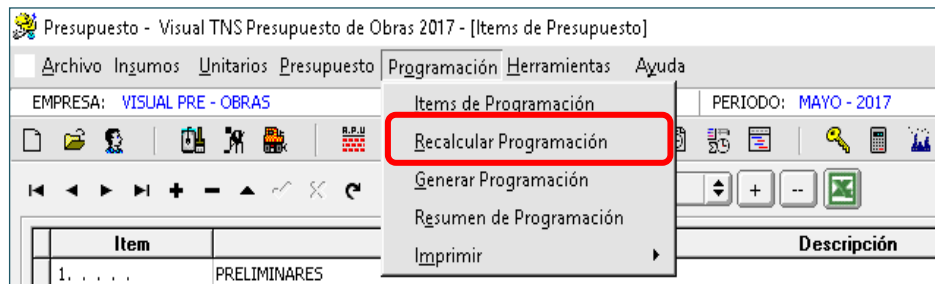 Presupuesto - Visual TNS Presupuesto de Obras 2017 - [Items de Presupuesto]
Archivo Insumos Unitarios Presupuesto Programación Herramientas Ayuda
EMPRESA: VISUAL PRE - OBRAS PERIODO: MAYO - 2017
Items de Programación
A.P.U
Recalcular Programación
Generar Programación
Resumen de Programación
Imprimir
Item Descripción
1. . . . . PRELIMINARES